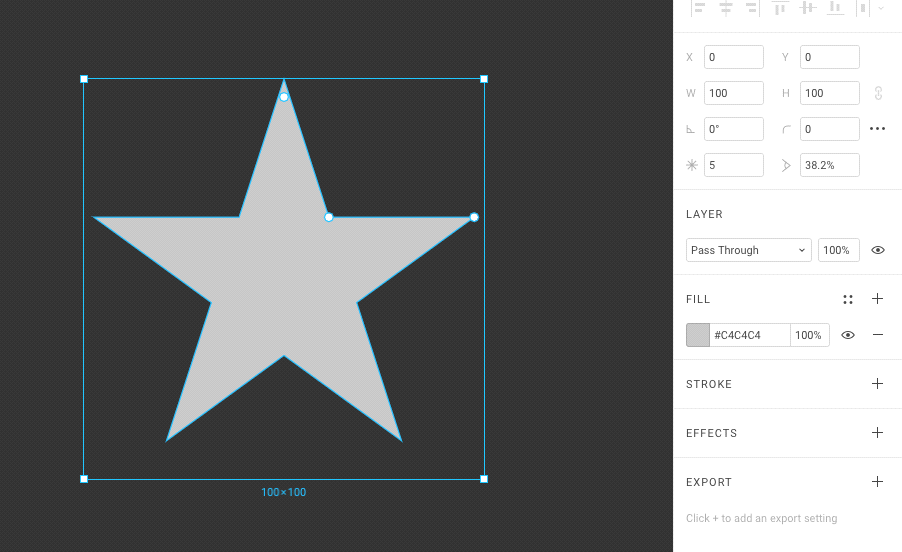 X 0 Y 0
W 100 H 100
0° 0
5 38.2%
LAYER
Pass Through 100%
FILL
#C4C4C4 100%
STROKE
EFFECTS
EXPORT
Click + to add an export setting
100×100